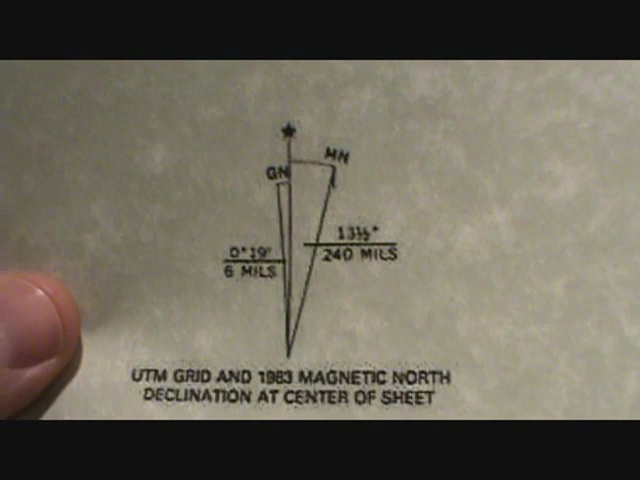 MN
GN
13½°
240 MILS
0°19'
6 MILS
UTM GRID AND 1983 MAGNETIC NORTH
DECLINATION AT CENTER OF SHEET